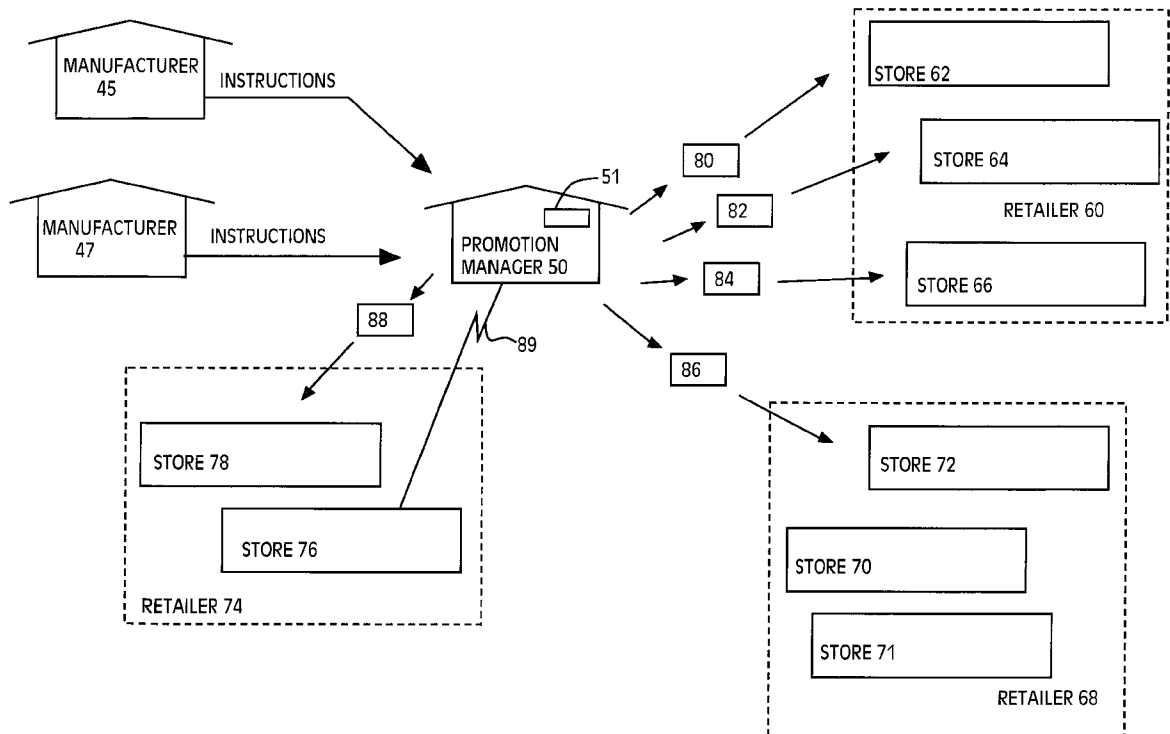 MANUFACTURER
45
INSTRUCTIONS
MANUFACTURER
47
INSTRUCTIONS
51
PROMOTION
MANAGER 50
80
82
84
86
88
89
STORE 62
STORE 64
RETAILER 60
STORE 66
STORE 78
STORE 76
RETAILER 74
STORE 72
STORE 70
STORE 71
RETAILER 68